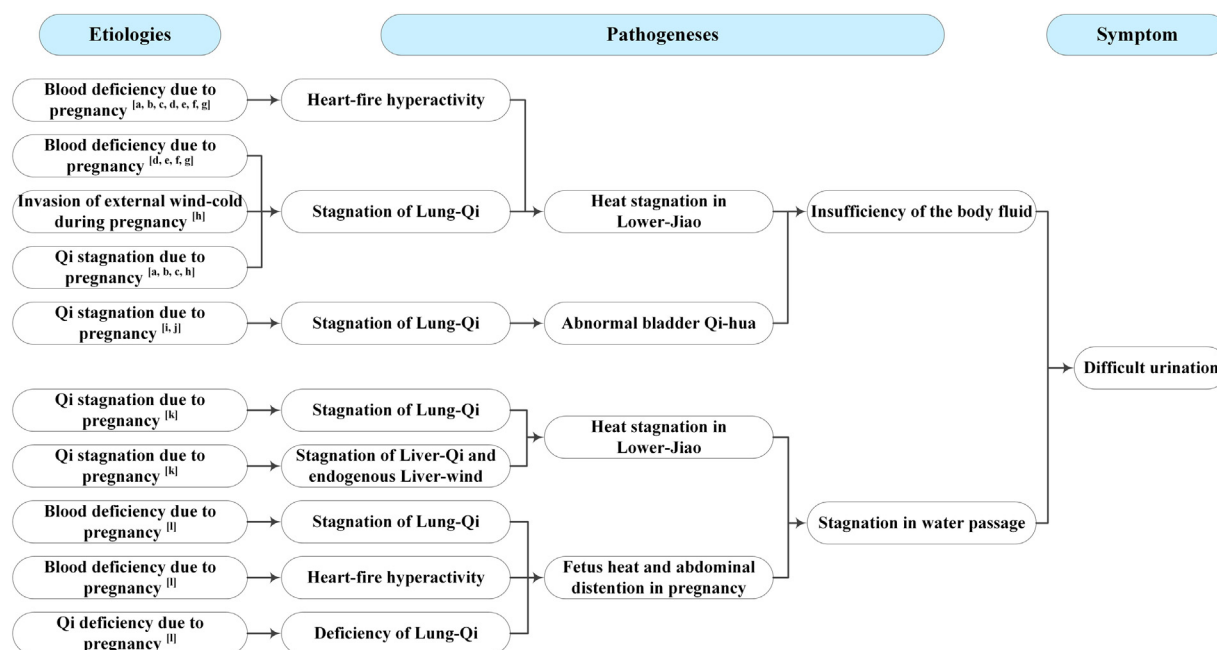 Etiologies
Pathogeneses
Symptom
Blood deficiency due to
pregnancy [a, b, c, d, e, f, g]
Heart-fire hyperactivity
Blood deficiency due to
pregnancy [d, e, f, g]
Invasion of external wind-cold
during pregnancy [h]
Stagnation of Lung-Qi
Heat stagnation in
Lower-Jiao
Insufficiency of the body fluid
Qi stagnation due to
pregnancy [a, b, c, h]
Qi stagnation due to
pregnancy [i, j]
Stagnation of Lung-Qi
Abnormal bladder Qi-hua
Difficult urination
Qi stagnation due to
pregnancy [k]
Stagnation of Lung-Qi
Heat stagnation in
Lower-Jiao
Qi stagnation due to
pregnancy [k]
Stagnation of Liver-Qi and
endogenous Liver-wind
Blood deficiency due to
pregnancy [l]
Stagnation of Lung-Qi
Stagnation in water passage
Blood deficiency due to
pregnancy [l]
Heart-fire hyperactivity
Fetus heat and abdominal
distention in pregnancy
Qi deficiency due to
pregnancy [l]
Deficiency of Lung-Qi